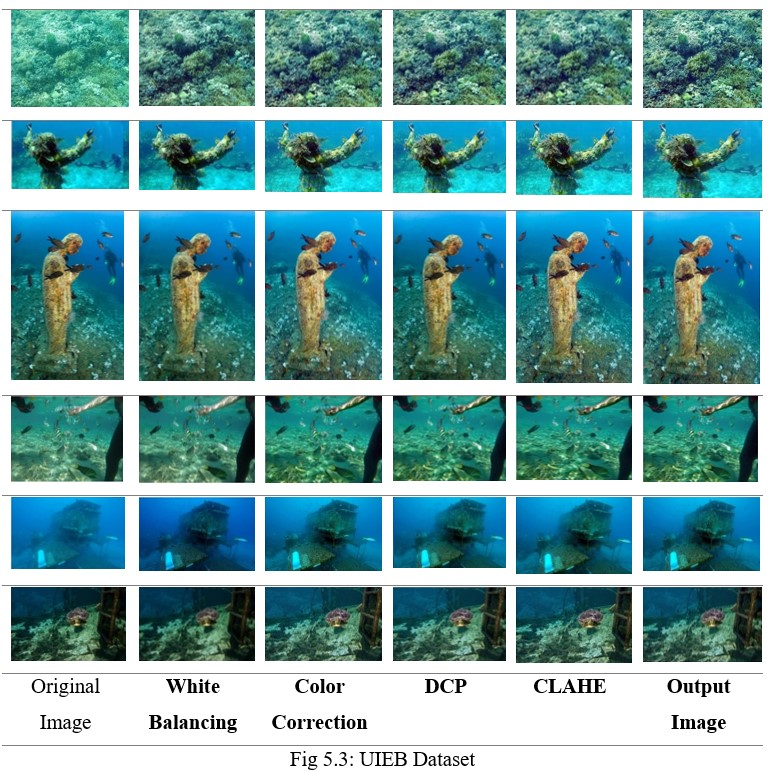 Original White Color DCP CLAHE Output
Image Balancing Correction Image
Fig 5.3: UIEB Dataset